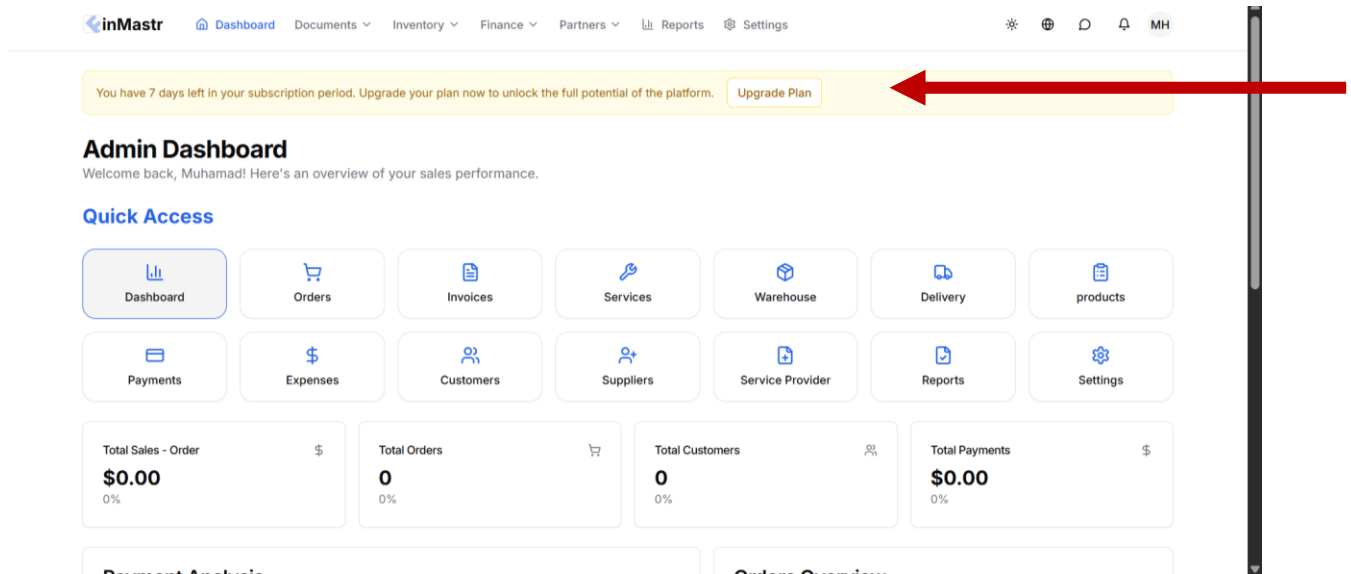 inMastr Dashboard Documents Inventory Finance Partners Reports Settings MH
You have 7 days left in your subscription period. Upgrade your plan now to unlock the full potential of the platform. Upgrade Plan
Admin Dashboard
Welcome back, Muhamad! Here's an overview of your sales performance.
Quick Access
Dashboard Orders Invoices Services Warehouse Delivery products
Payments Expenses Customers Suppliers Service Provider Reports Settings
Total Sales - Order $ Total Orders Total Customers Total Payments $
$0.00 0 0 $0.00
0% 0% 0% 0%
Payment Analysis Orders Overview